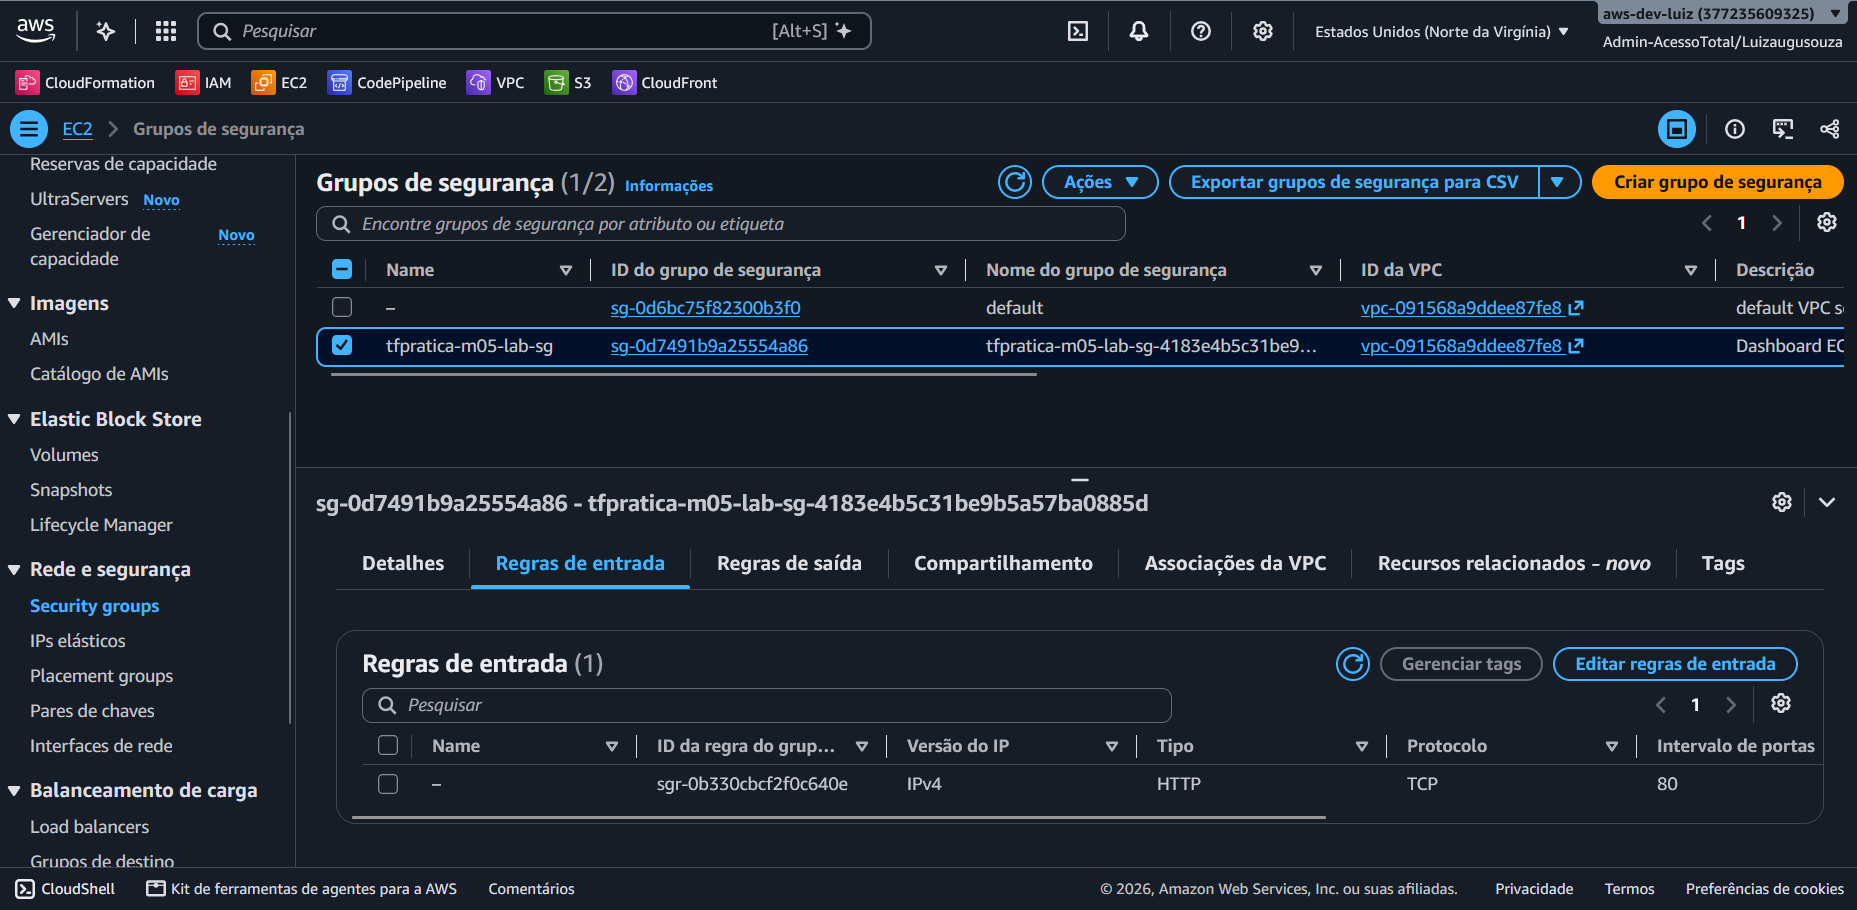 aws
Pesquisar [Alt+S]
Estados Unidos (Norte da Virgínia)
aws-dev-luiz (377235609325)
Admin-AcessoTotal/Luizaugusouza
CloudFormation IAM EC2 CodePipeline VPC S3 CloudFront
EC2 Grupos de segurança
Reservas de capacidade
UltraServers Novo
Gerenciador de capacidade Novo
Imagens
AMIs
Catálogo de AMIs
Elastic Block Store
Volumes
Snapshots
Lifecycle Manager
Rede e segurança
Security groups
IPs elásticos
Placement groups
Pares de chaves
Interfaces de rede
Balanceamento de carga
Load balancers
Grupos de destino
Grupos de segurança (1/2) Informações
Ações Exportar grupos de segurança para CSV Criar grupo de segurança
Encontre grupos de segurança por atributo ou etiqueta
1
Name ID do grupo de segurança Nome do grupo de segurança ID da VPC Descrição
– sg-0d6bc75f82300b3f0 default vpc-091568a9ddee87fe8 default VPC s
tfpratica-m05-lab-sg sg-0d7491b9a25554a86 tfpratica-m05-lab-sg-4183e4b5c31be9... vpc-091568a9ddee87fe8 Dashboard EC
sg-0d7491b9a25554a86 - tfpratica-m05-lab-sg-4183e4b5c31be9b5a57ba0885d
Detalhes Regras de entrada Regras de saída Compartilhamento Associações da VPC Recursos relacionados - novo Tags
Regras de entrada (1)
Gerenciar tags Editar regras de entrada
Pesquisar
1
Name ID da regra do grup... Versão do IP Tipo Protocolo Intervalo de portas
– sgr-0b330cbcf2f0c640e IPv4 HTTP TCP 80
CloudShell Kit de ferramentas de agentes para a AWS Comentários
© 2026, Amazon Web Services, Inc. ou suas afiliadas. Privacidade Termos Preferências de cookies